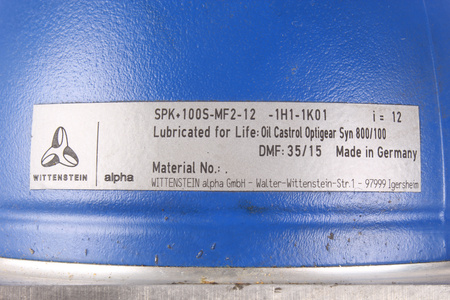 SPK+100S-MF2-12 -1H1-1K01 i = 12
Lubricated for Life: Oil Castrol Optigear Syn 800/100
DMF: 35/15 Made in Germany
Material No.: .
WITTENSTEIN alpha GmbH - Walter-Wittenstein-Str.1 - 97999 Igersheim
WITTENSTEIN alpha